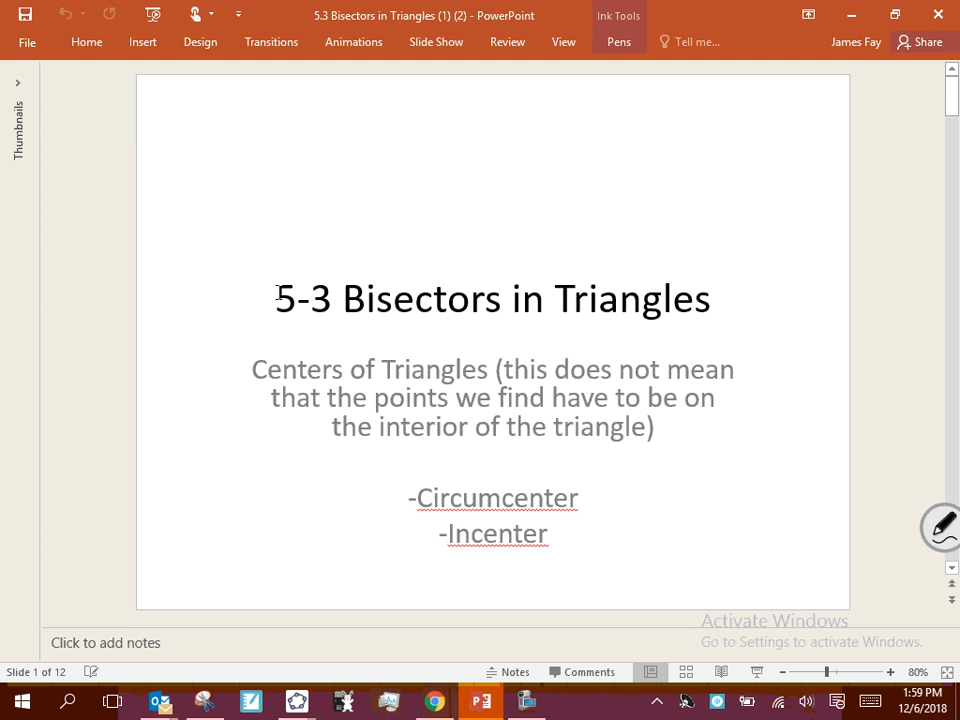 5.3 Bisectors in Triangles (1) (2) - PowerPoint
Ink Tools
File Home Insert Design Transitions Animations Slide Show Review View Pens Tell me... James Fay Share
Thumbnails
5-3 Bisectors in Triangles
Centers of Triangles (this does not mean
that the points we find have to be on
the interior of the triangle)
-Circumcenter
-Incenter
Activate Windows
Go to Settings to activate Windows.
Click to add notes
Slide 1 of 12 Notes Comments 80%
1:59 PM
12/6/2018